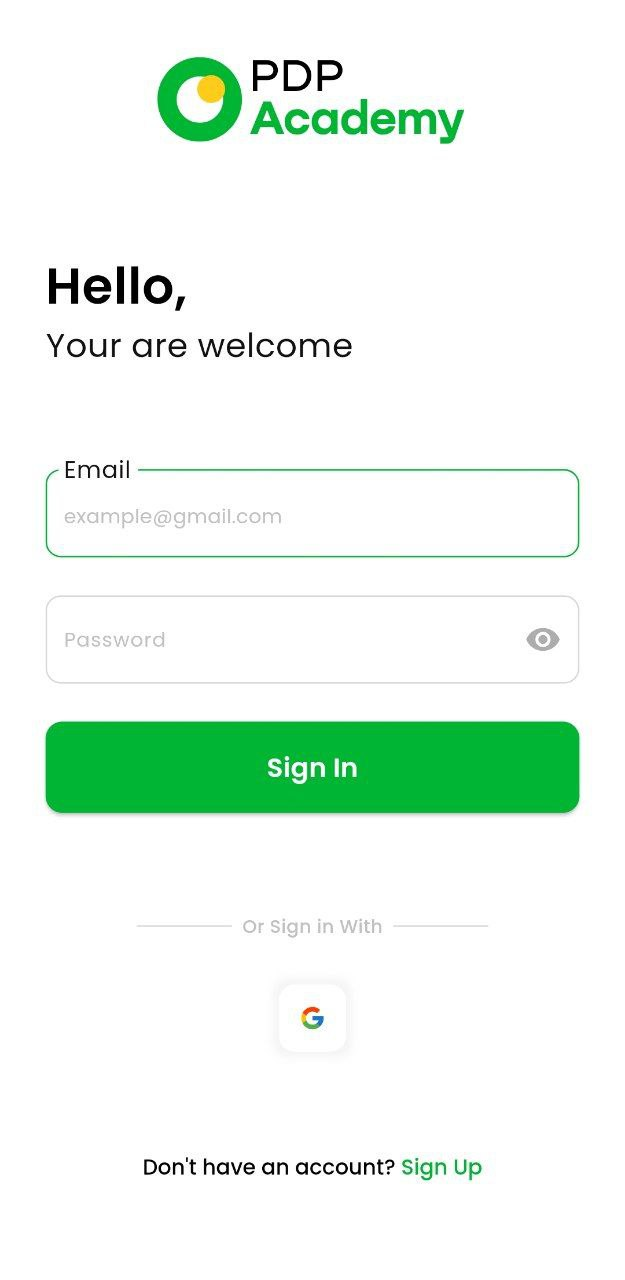 PDP
Academy
Hello,
Your are welcome
Email
example@gmail.com
Password
Sign In
Or Sign in With
G
Don't have an account? Sign Up